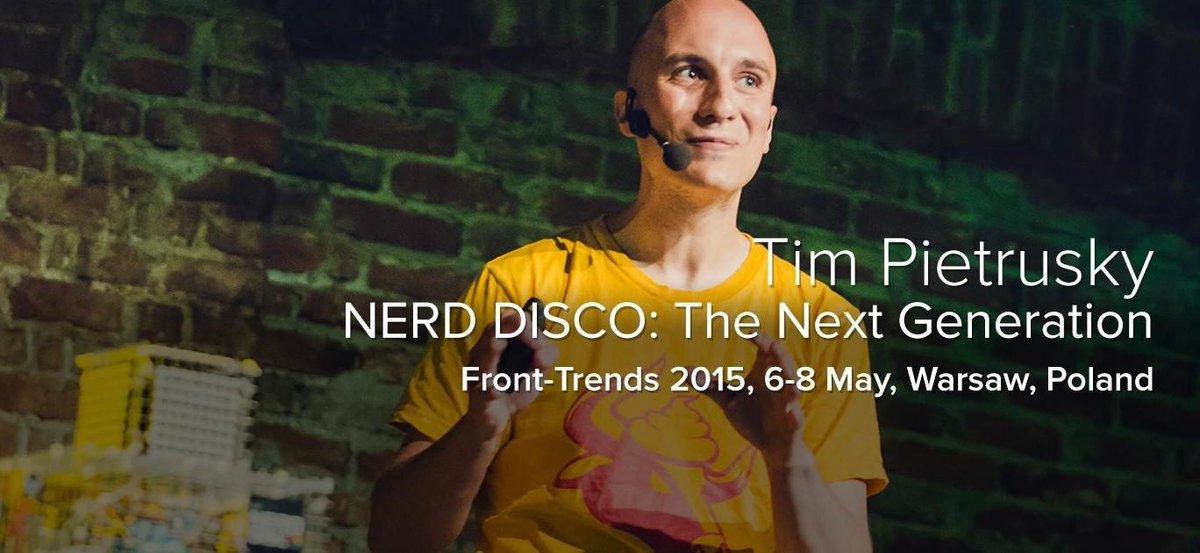 Tim Pietrusky
NERD DISCO: The Next Generation
Front-Trends 2015, 6-8 May, Warsaw, Poland